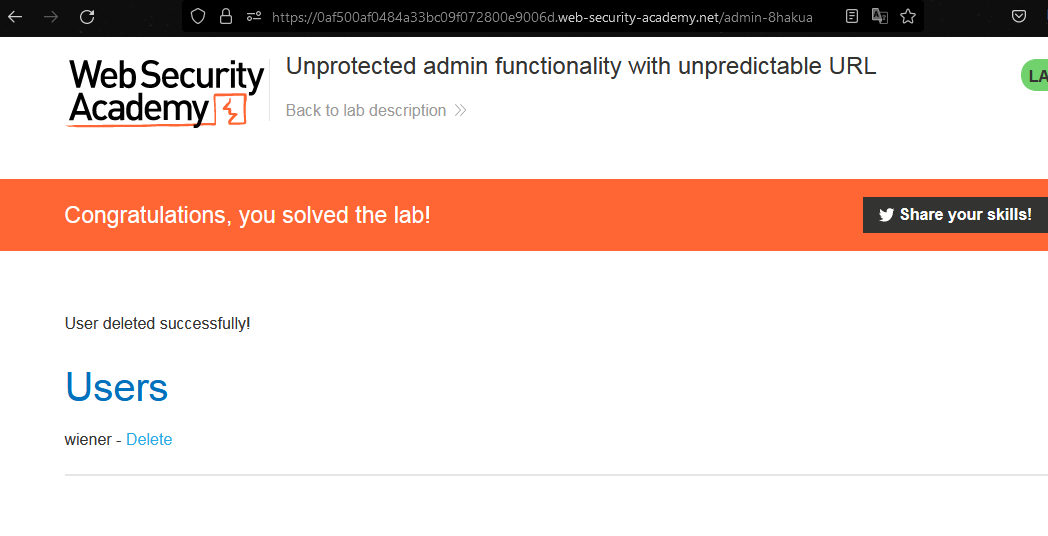 https://0af500af0484a33bc09f072800e9006d.web-security-academy.net/admin-8hakua
Web Security
Academy
Unprotected admin functionality with unpredictable URL
Back to lab description
LA
Congratulations, you solved the lab!
Share your skills!
User deleted successfully!
Users
wiener - Delete